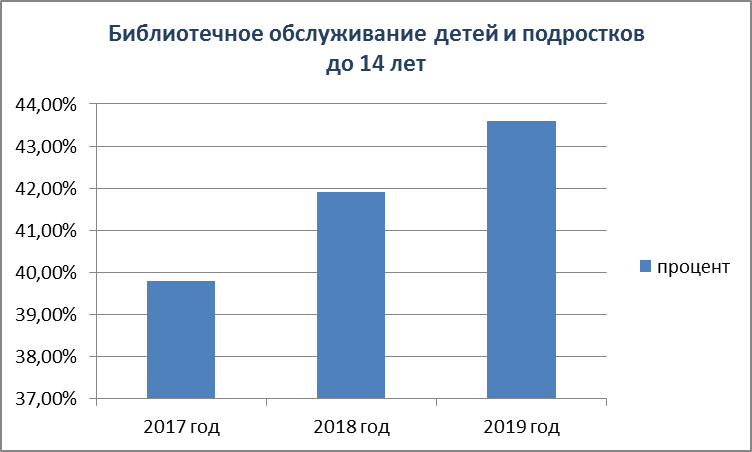 Библиотечное обслуживание детей и подростков
до 14 лет
44,00%
43,00%
42,00%
41,00%
40,00%
39,00%
38,00%
37,00%
2017 год
2018 год
2019 год
процент